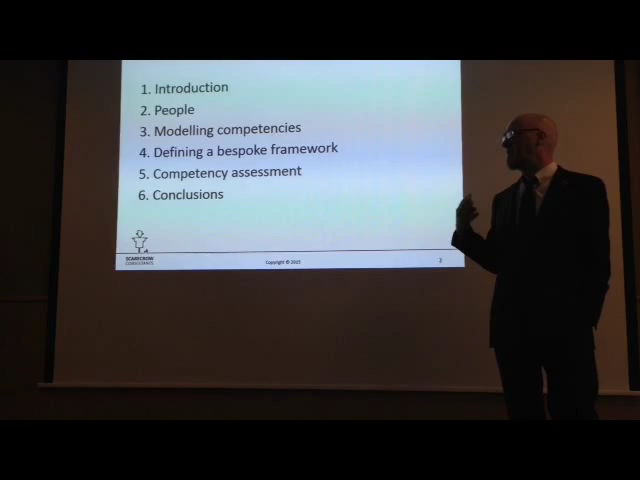 1. Introduction
2. People
3. Modelling competencies
4. Defining a bespoke framework
5. Competency assessment
6. Conclusions
SCARECROW
CONSULTANTS
Copyright © 2015
2